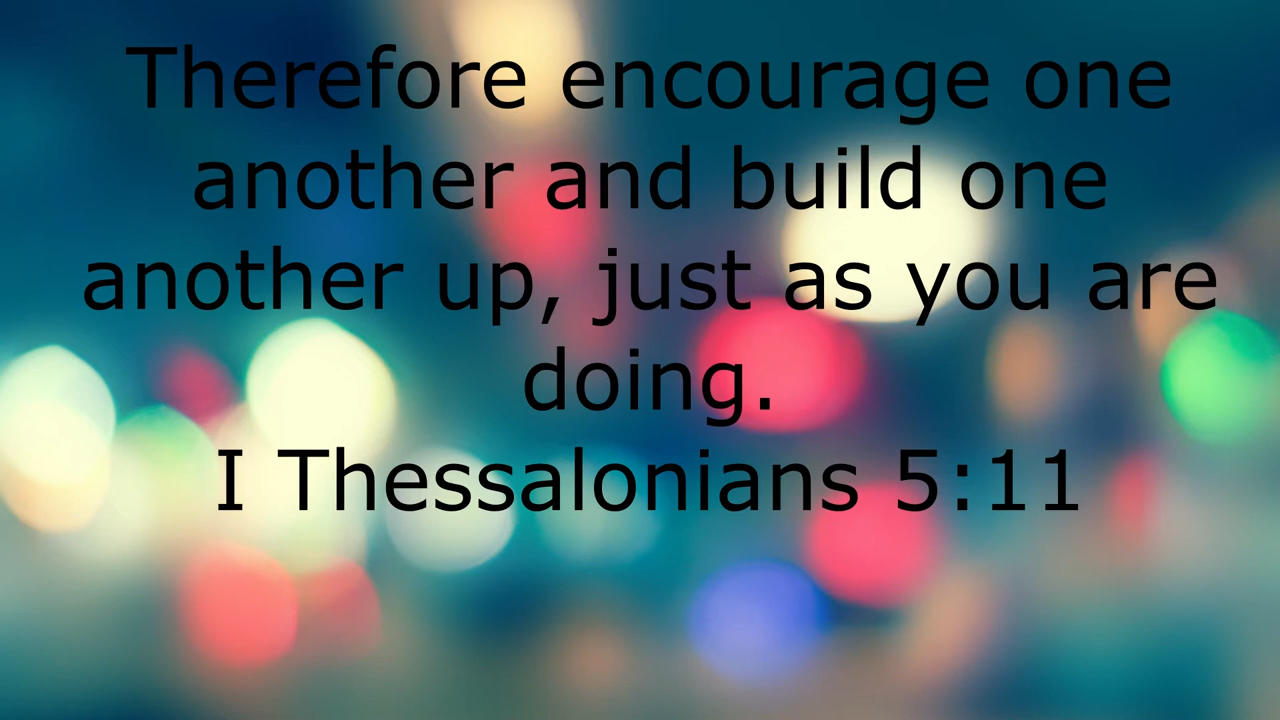 Therefore encourage one
another and build one
another up, just as you are
doing.
I Thessalonians 5:11